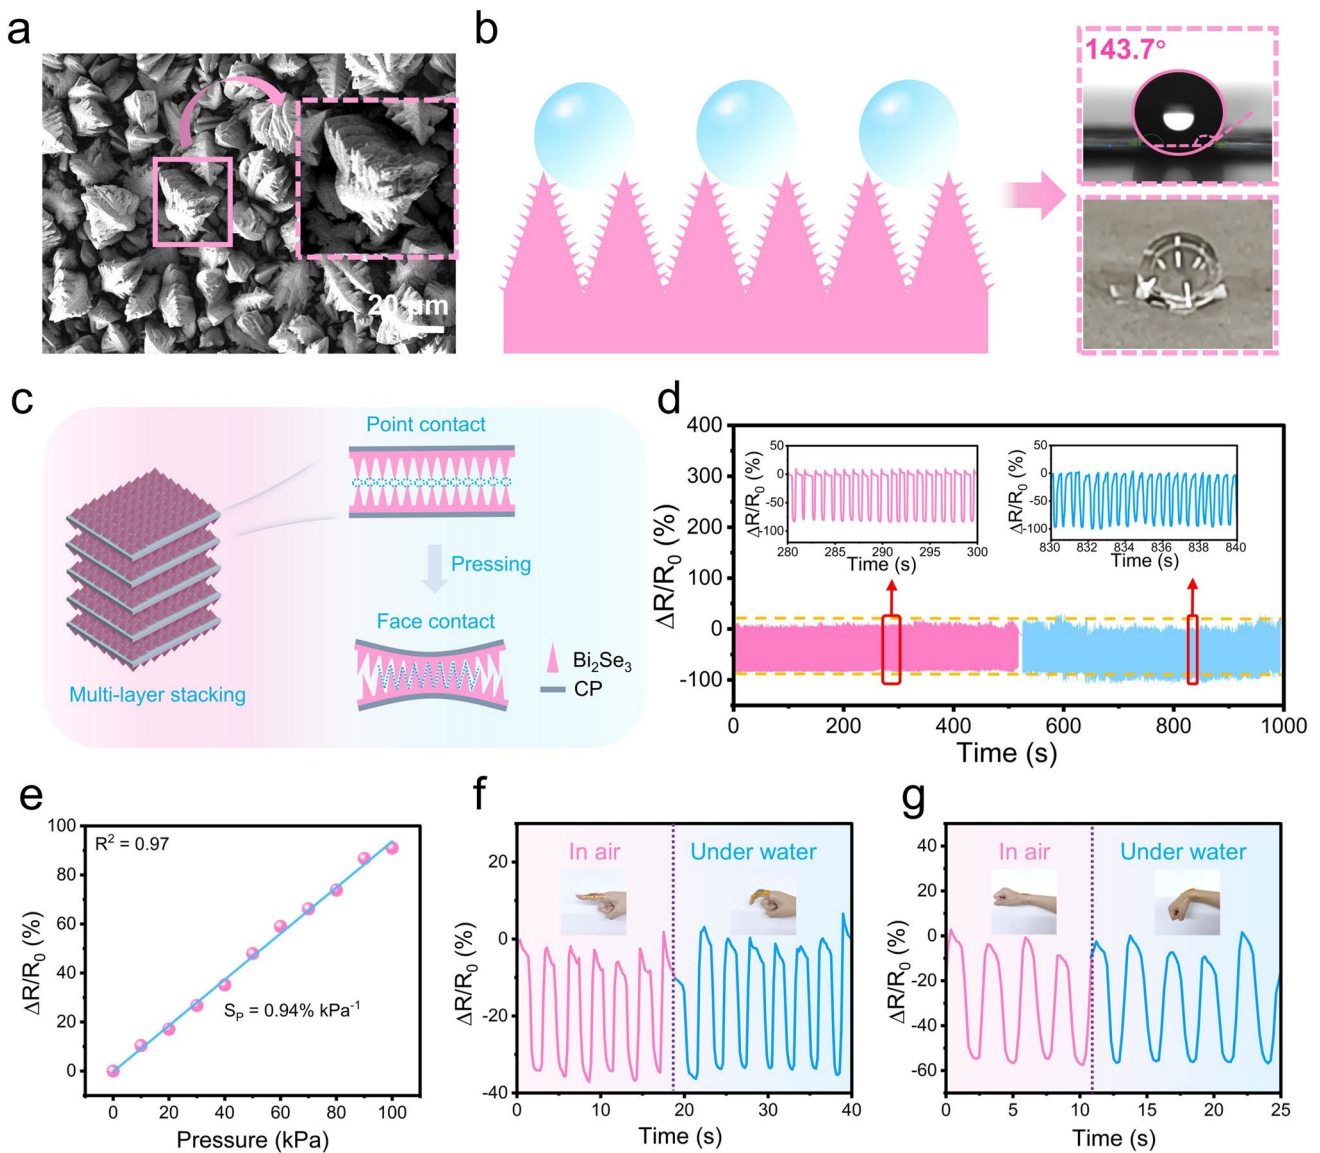 a
20 μm
b
143.7°
c
Point contact
Pressing
Face contact
Bi₂Se₃
CP
Multi-layer stacking
d
ΔR/R₀ (%)
400
300
200
100
0
-100
0
200
400
600
800
1000
Time (s)
ΔR/R₀ (%)
50
0
-50
-100
280
285
290
295
300
Time (s)
ΔR/R₀ (%)
50
0
-50
-100
830
832
834
836
838
840
Time (s)
e
R² = 0.97
Sₚ = 0.94% kPa⁻¹
ΔR/R₀ (%)
100
80
60
40
20
0
0
20
40
60
80
100
Pressure (kPa)
f
In air
Under water
ΔR/R₀ (%)
20
0
-20
-40
0
10
20
30
40
Time (s)
g
In air
Under water
ΔR/R₀ (%)
40
20
0
-20
-40
-60
0
5
10
15
20
25
Time (s)